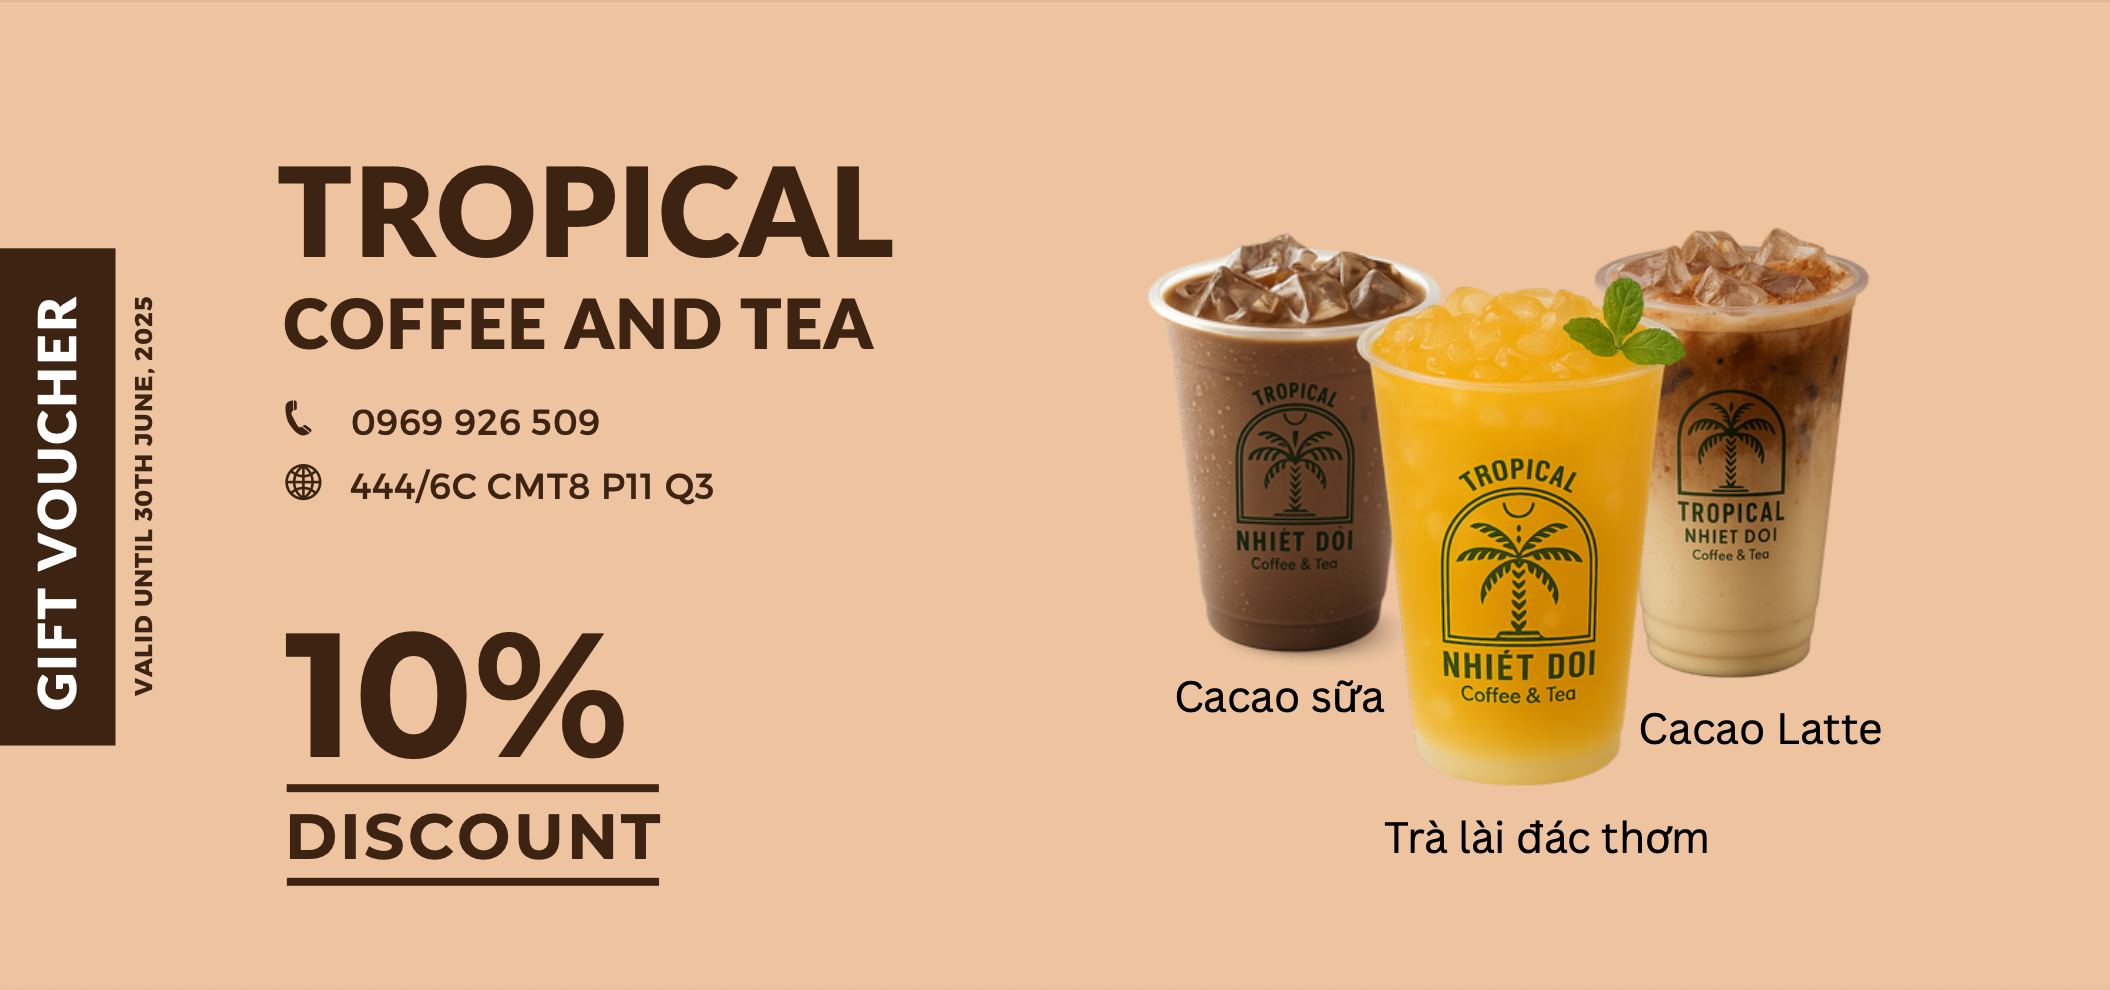 GIFT VOUCHER
VALID UNTIL 30TH JUNE, 2025
TROPICAL
COFFEE AND TEA
0969 926 509
444/6C CMT8 P11 Q3
10%
DISCOUNT
TROPICAL
NHIÉT DÒI
Coffee & Tea
Cacao sữa
TROPICAL
NHIÉT DOI
Coffee & Tea
Trà lài đác thơm
TROPICAL
NHIET DOI
Coffee & Tea
Cacao Latte